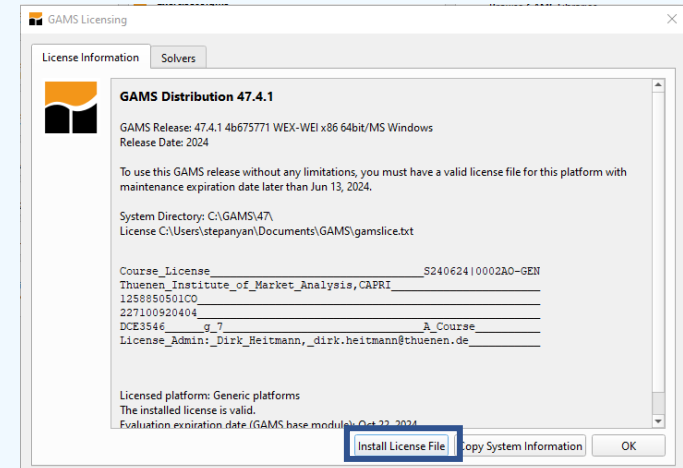 GAMS Licensing
License Information
Solvers
GAMS Distribution 47.4.1
GAMS Release: 47.4.1 4b675771 WEX-WEI x86 64bit/MS Windows
Release Date: 2024
To use this GAMS release without any limitations, you must have a valid license file for this platform with
maintenance expiration date later than Jun 13, 2024.
System Directory: C:\GAMS\47\
License C:\Users\stepanyan\Documents\GAMS\gamslice.txt
Course_License______________________________S240624|0002AO-GEN
Thuenen_Institute_of_Market_Analysis,CAPRI_____________________
1258850501CO________________________________________________
227100920404________________________________________________
DCE3546_____g_7____________________________A_Course_________
License_Admin:_Dirk_Heitmann,_dirk.heitmann@thuenen.de__________
Licensed platform: Generic platforms
The installed license is valid.
Evaluation expiration date (GAMS base module): Oct 22, 2024
Install License File
Copy System Information
OK